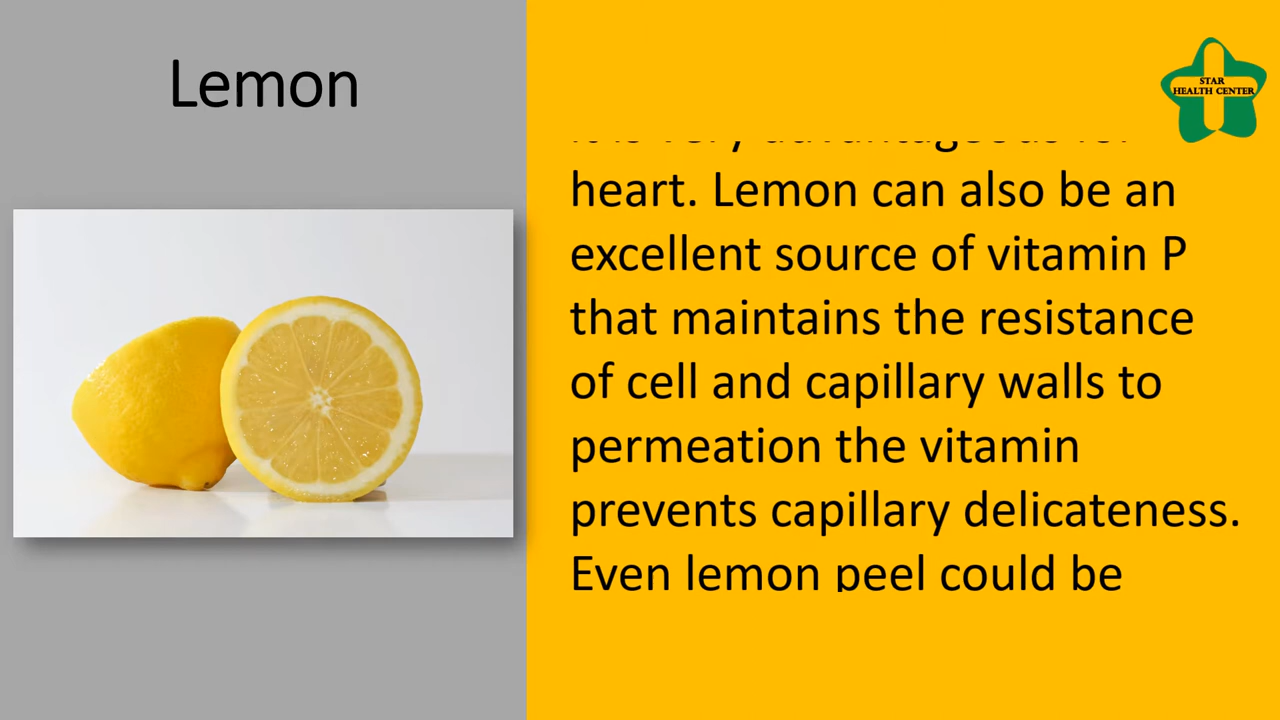 Lemon
STAR
HEALTH CENTER
heart. Lemon can also be an
excellent source of vitamin P
that maintains the resistance
of cell and capillary walls to
permeation the vitamin
prevents capillary delicateness.
Even lemon peel could be